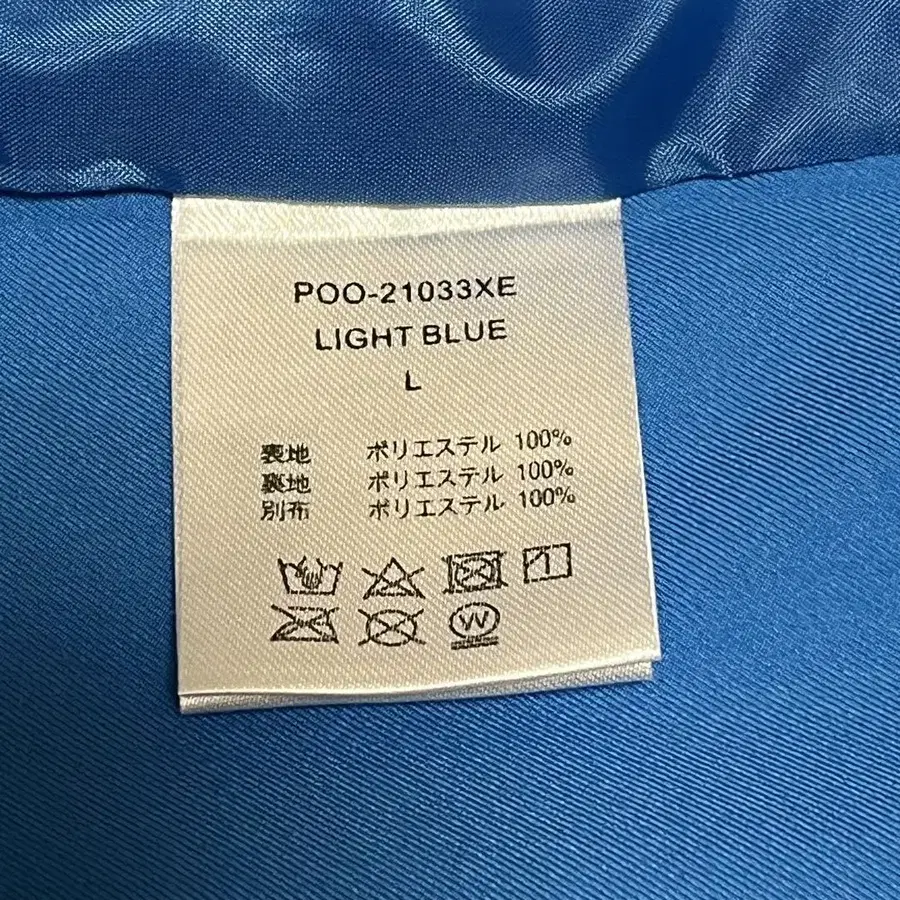 POO-21033XE
LIGHT BLUE
L
表地 ポリエステル 100%
裏地 ポリエステル 100%
別布 ポリエステル 100%
W